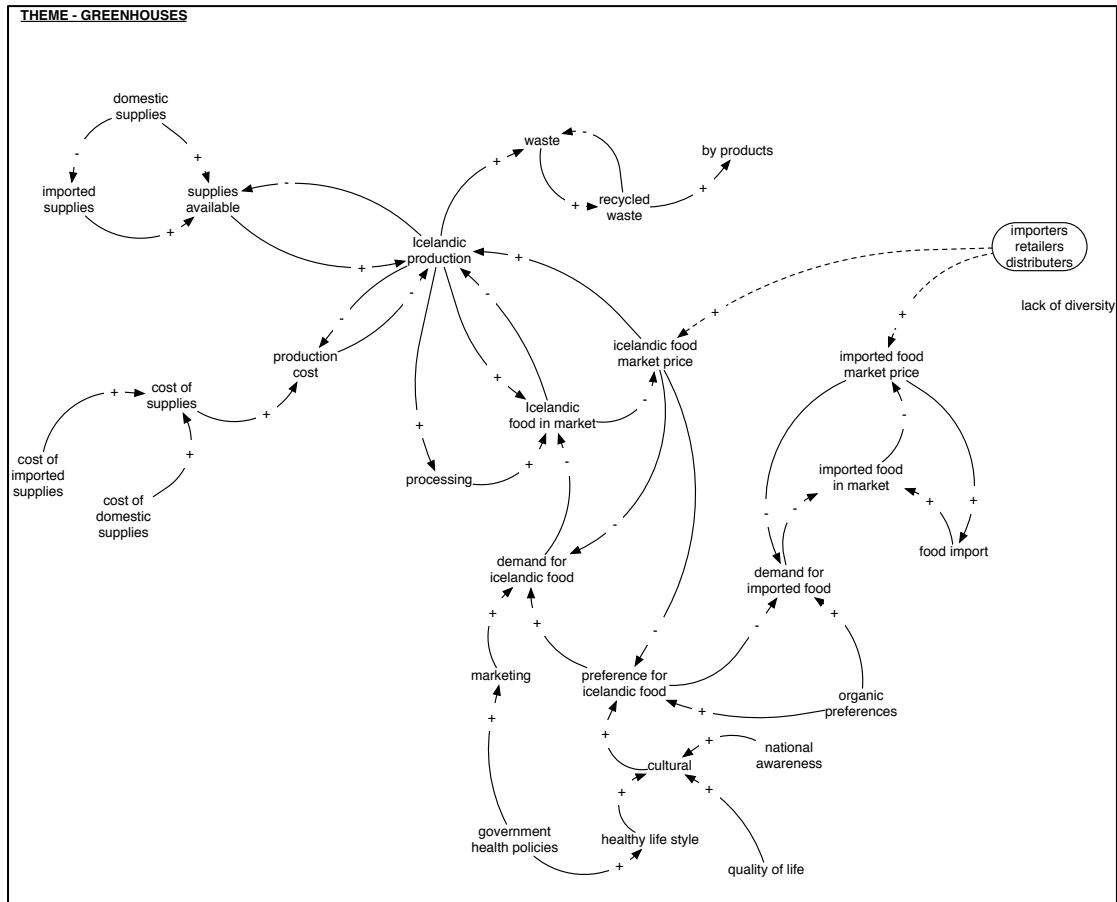 THEME - GREENHOUSES
domestic
supplies
-
+
imported
supplies
supplies
available
+
-
+
waste
-
+
+
recycled
waste
+
by products
Icelandic
production
+
importers
retailers
distributers
lack of diversity
+
+
-
-
-
+
production
cost
icelandic food
market price
imported food
market price
+
cost of
supplies
+
+
cost of
imported
supplies
cost of
domestic
supplies
Icelandic
food in market
-
+
processing
+
-
-
-
imported food
in market
-
-
+
+
food import
demand for
icelandic food
demand for
imported food
+
+
-
-
+
marketing
preference for
icelandic food
organic
preferences
+
+
+
cultural
+
national
awareness
+
+
government
health policies
healthy life style
+
quality of life